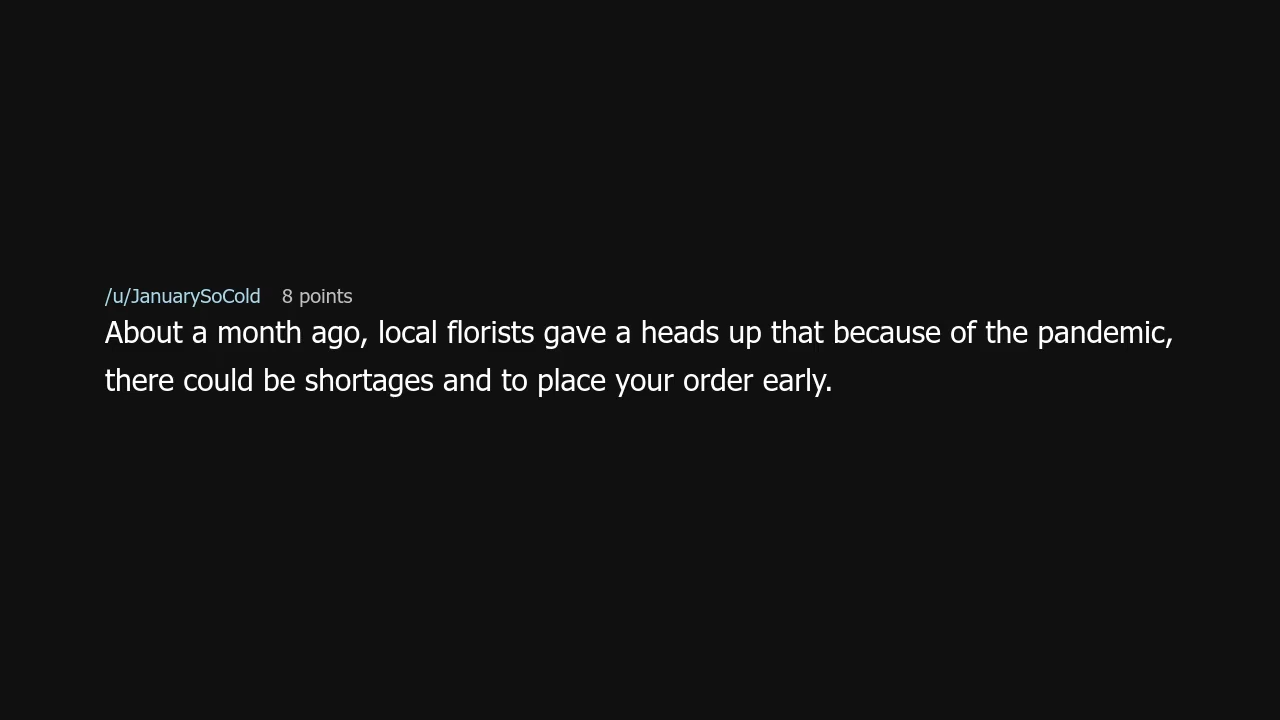 /u/JanuarySoCold 8 points
About a month ago, local florists gave a heads up that because of the pandemic,
there could be shortages and to place your order early.